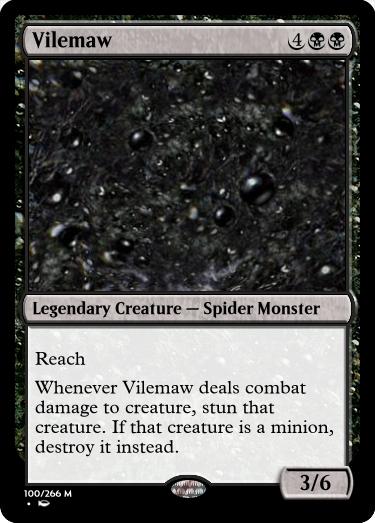 Vilemaw 4
Legendary Creature — Spider Monster
Reach
Whenever Vilemaw deals combat
damage to creature, stun that
creature. If that creature is a minion,
destroy it instead.
3/6
100/266 M